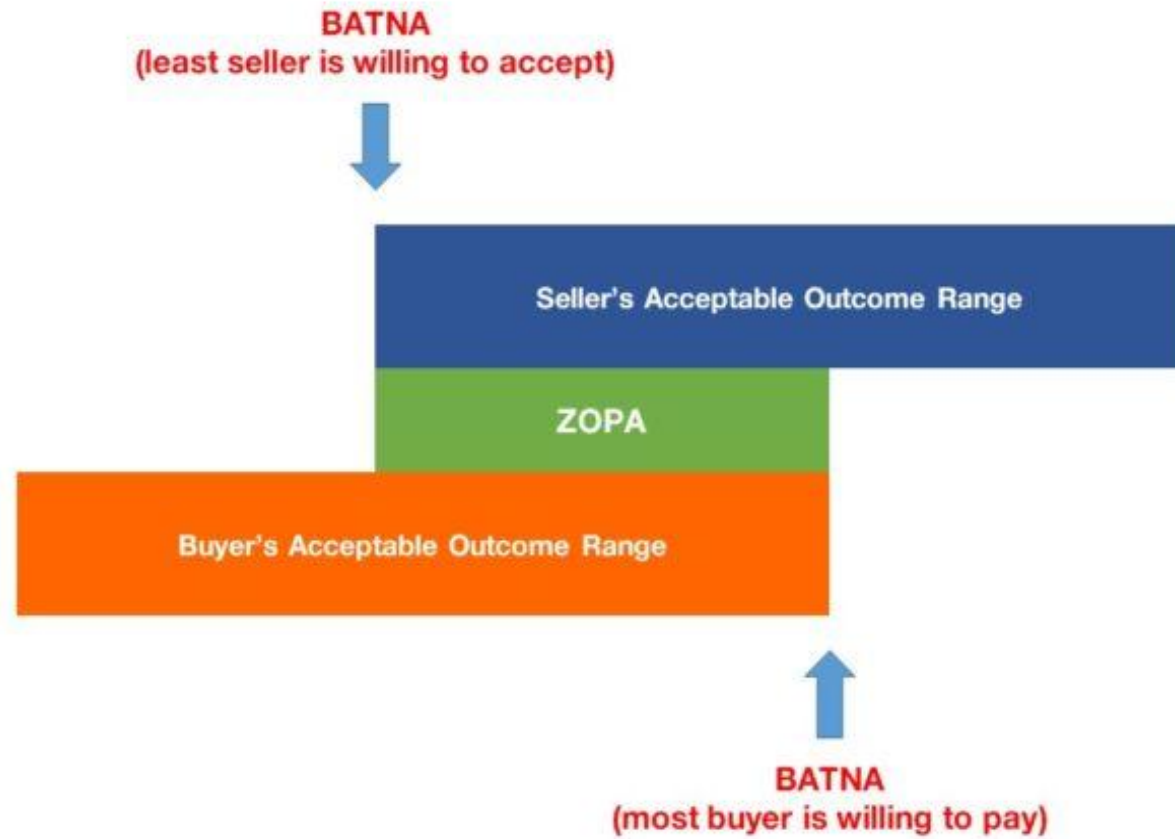 BATNA
(least seller is willing to accept)
Seller's Acceptable Outcome Range
ZOPA
Buyer's Acceptable Outcome Range
BATNA
(most buyer is willing to pay)